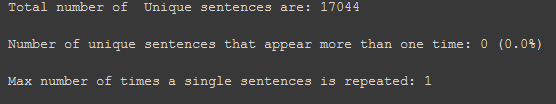 Total number of  Unique sentences are: 17044
Number of unique sentences that appear more than one time: 0 (0.0%)
Max number of times a single sentences is repeated: 1